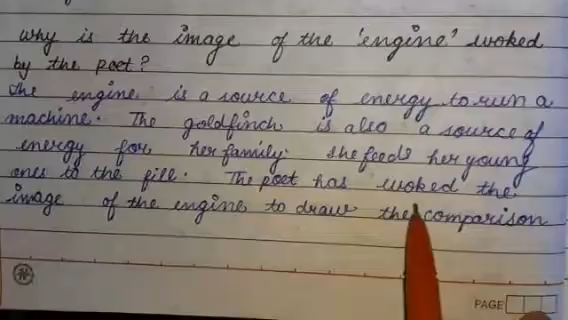 why is the image of the 'engine' evoked
by the poet?
The engine is a source of energy to run a
machine. The goldfinch is also a source of
energy for her family. She feeds her young
ones to the fill. The poet has evoked the
image of the engine to draw the comparison
PAGE